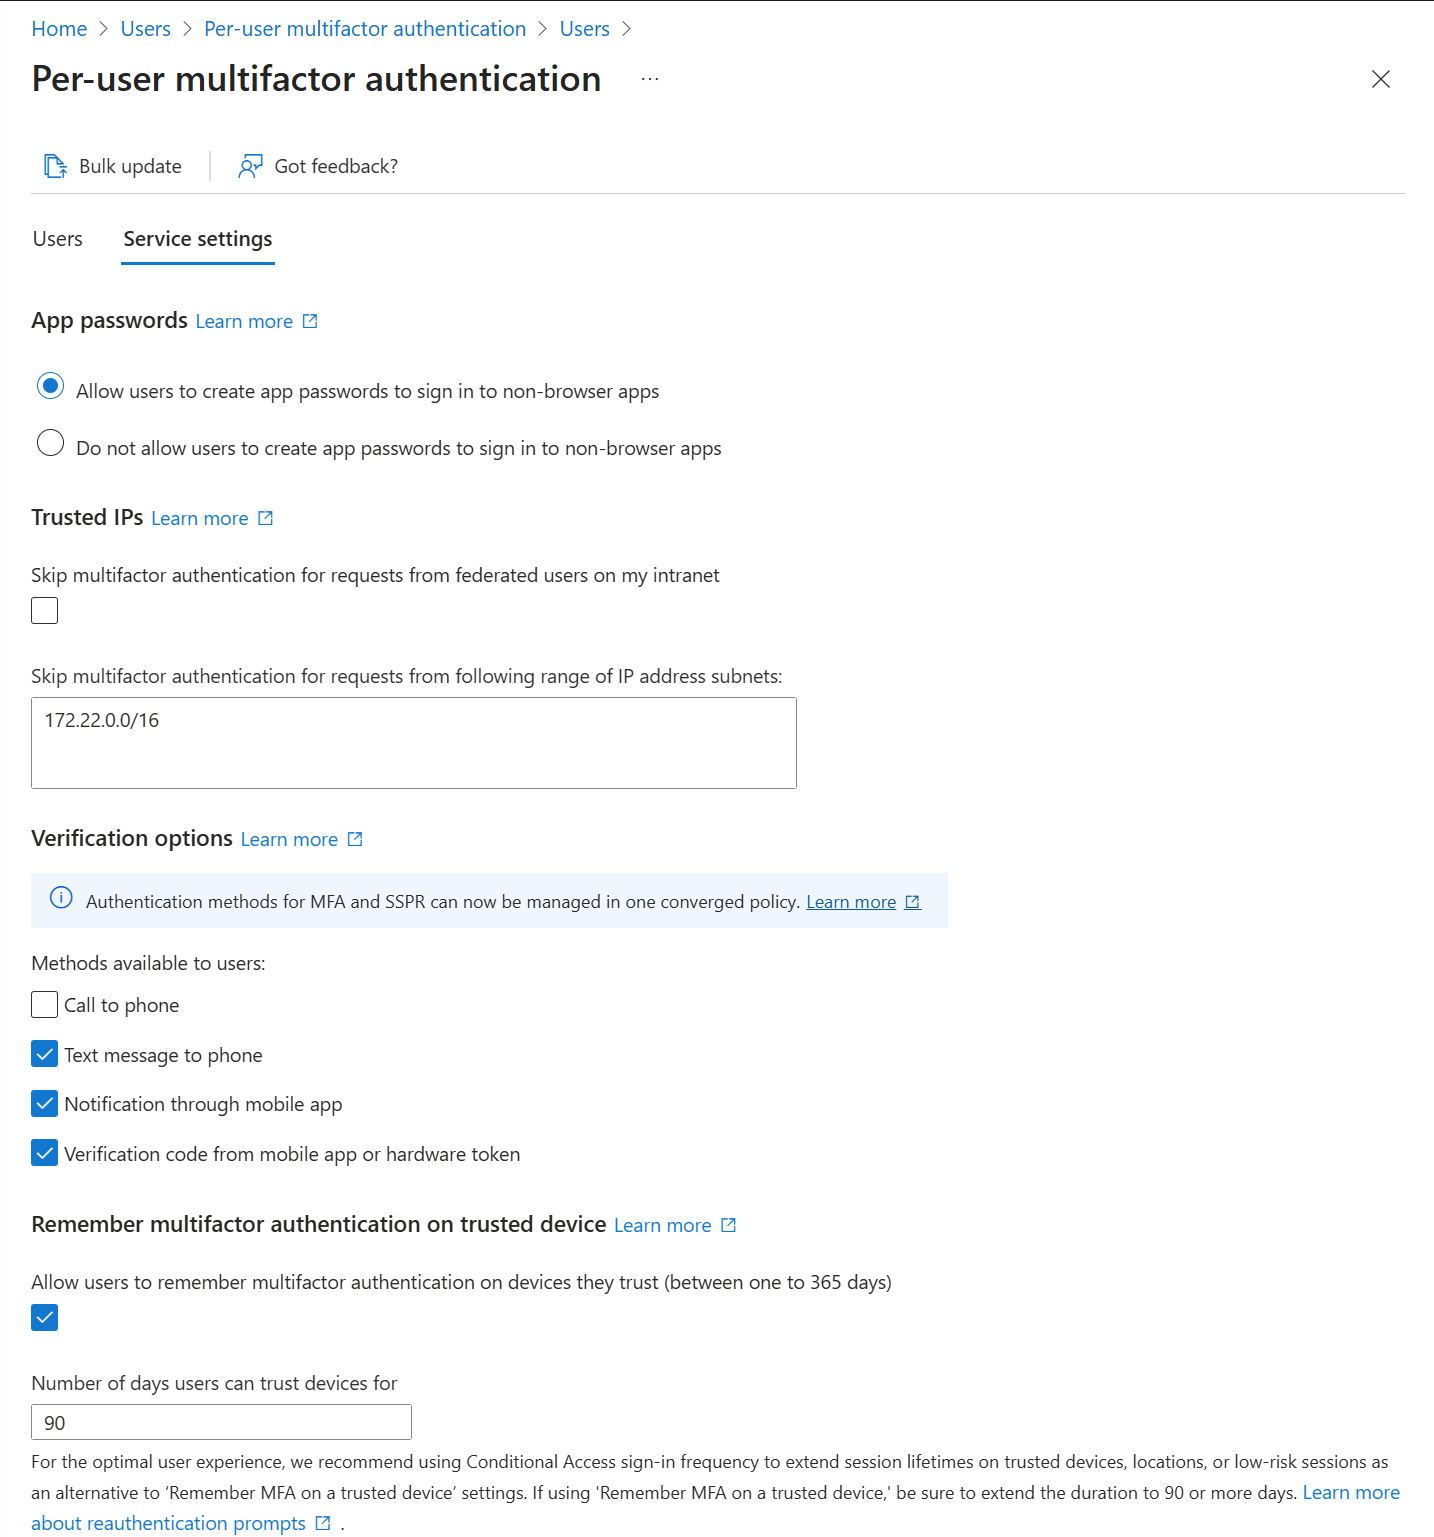 Home > Users > Per-user multifactor authentication > Users >
Per-user multifactor authentication ...
Bulk update Got feedback?
Users Service settings
App passwords Learn more
Allow users to create app passwords to sign in to non-browser apps
Do not allow users to create app passwords to sign in to non-browser apps
Trusted IPs Learn more
Skip multifactor authentication for requests from federated users on my intranet
Skip multifactor authentication for requests from following range of IP address subnets:
172.22.0.0/16
Verification options Learn more
Authentication methods for MFA and SSPR can now be managed in one converged policy. Learn more
Methods available to users:
Call to phone
Text message to phone
Notification through mobile app
Verification code from mobile app or hardware token
Remember multifactor authentication on trusted device Learn more
Allow users to remember multifactor authentication on devices they trust (between one to 365 days)
Number of days users can trust devices for
90
For the optimal user experience, we recommend using Conditional Access sign-in frequency to extend session lifetimes on trusted devices, locations, or low-risk sessions as
an alternative to ‘Remember MFA on a trusted device’ settings. If using 'Remember MFA on a trusted device,' be sure to extend the duration to 90 or more days. Learn more
about reauthentication prompts .